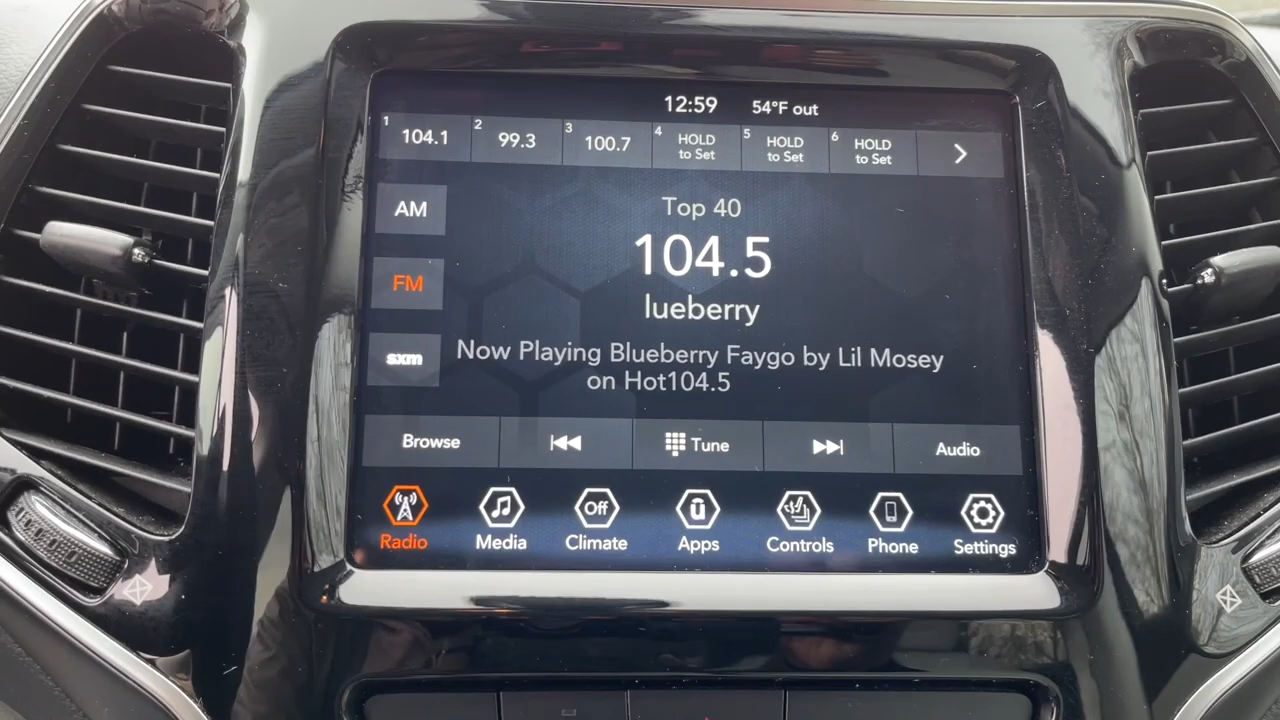 12:59 54°F out
1 104.1 2 99.3 3 100.7 4 HOLD to Set 5 HOLD to Set 6 HOLD to Set
AM
Top 40
104.5
FM
lueberry
sxm
Now Playing Blueberry Faygo by Lil Mosey
on Hot104.5
Browse Tune Audio
Off
Radio Media Climate Apps Controls Phone Settings